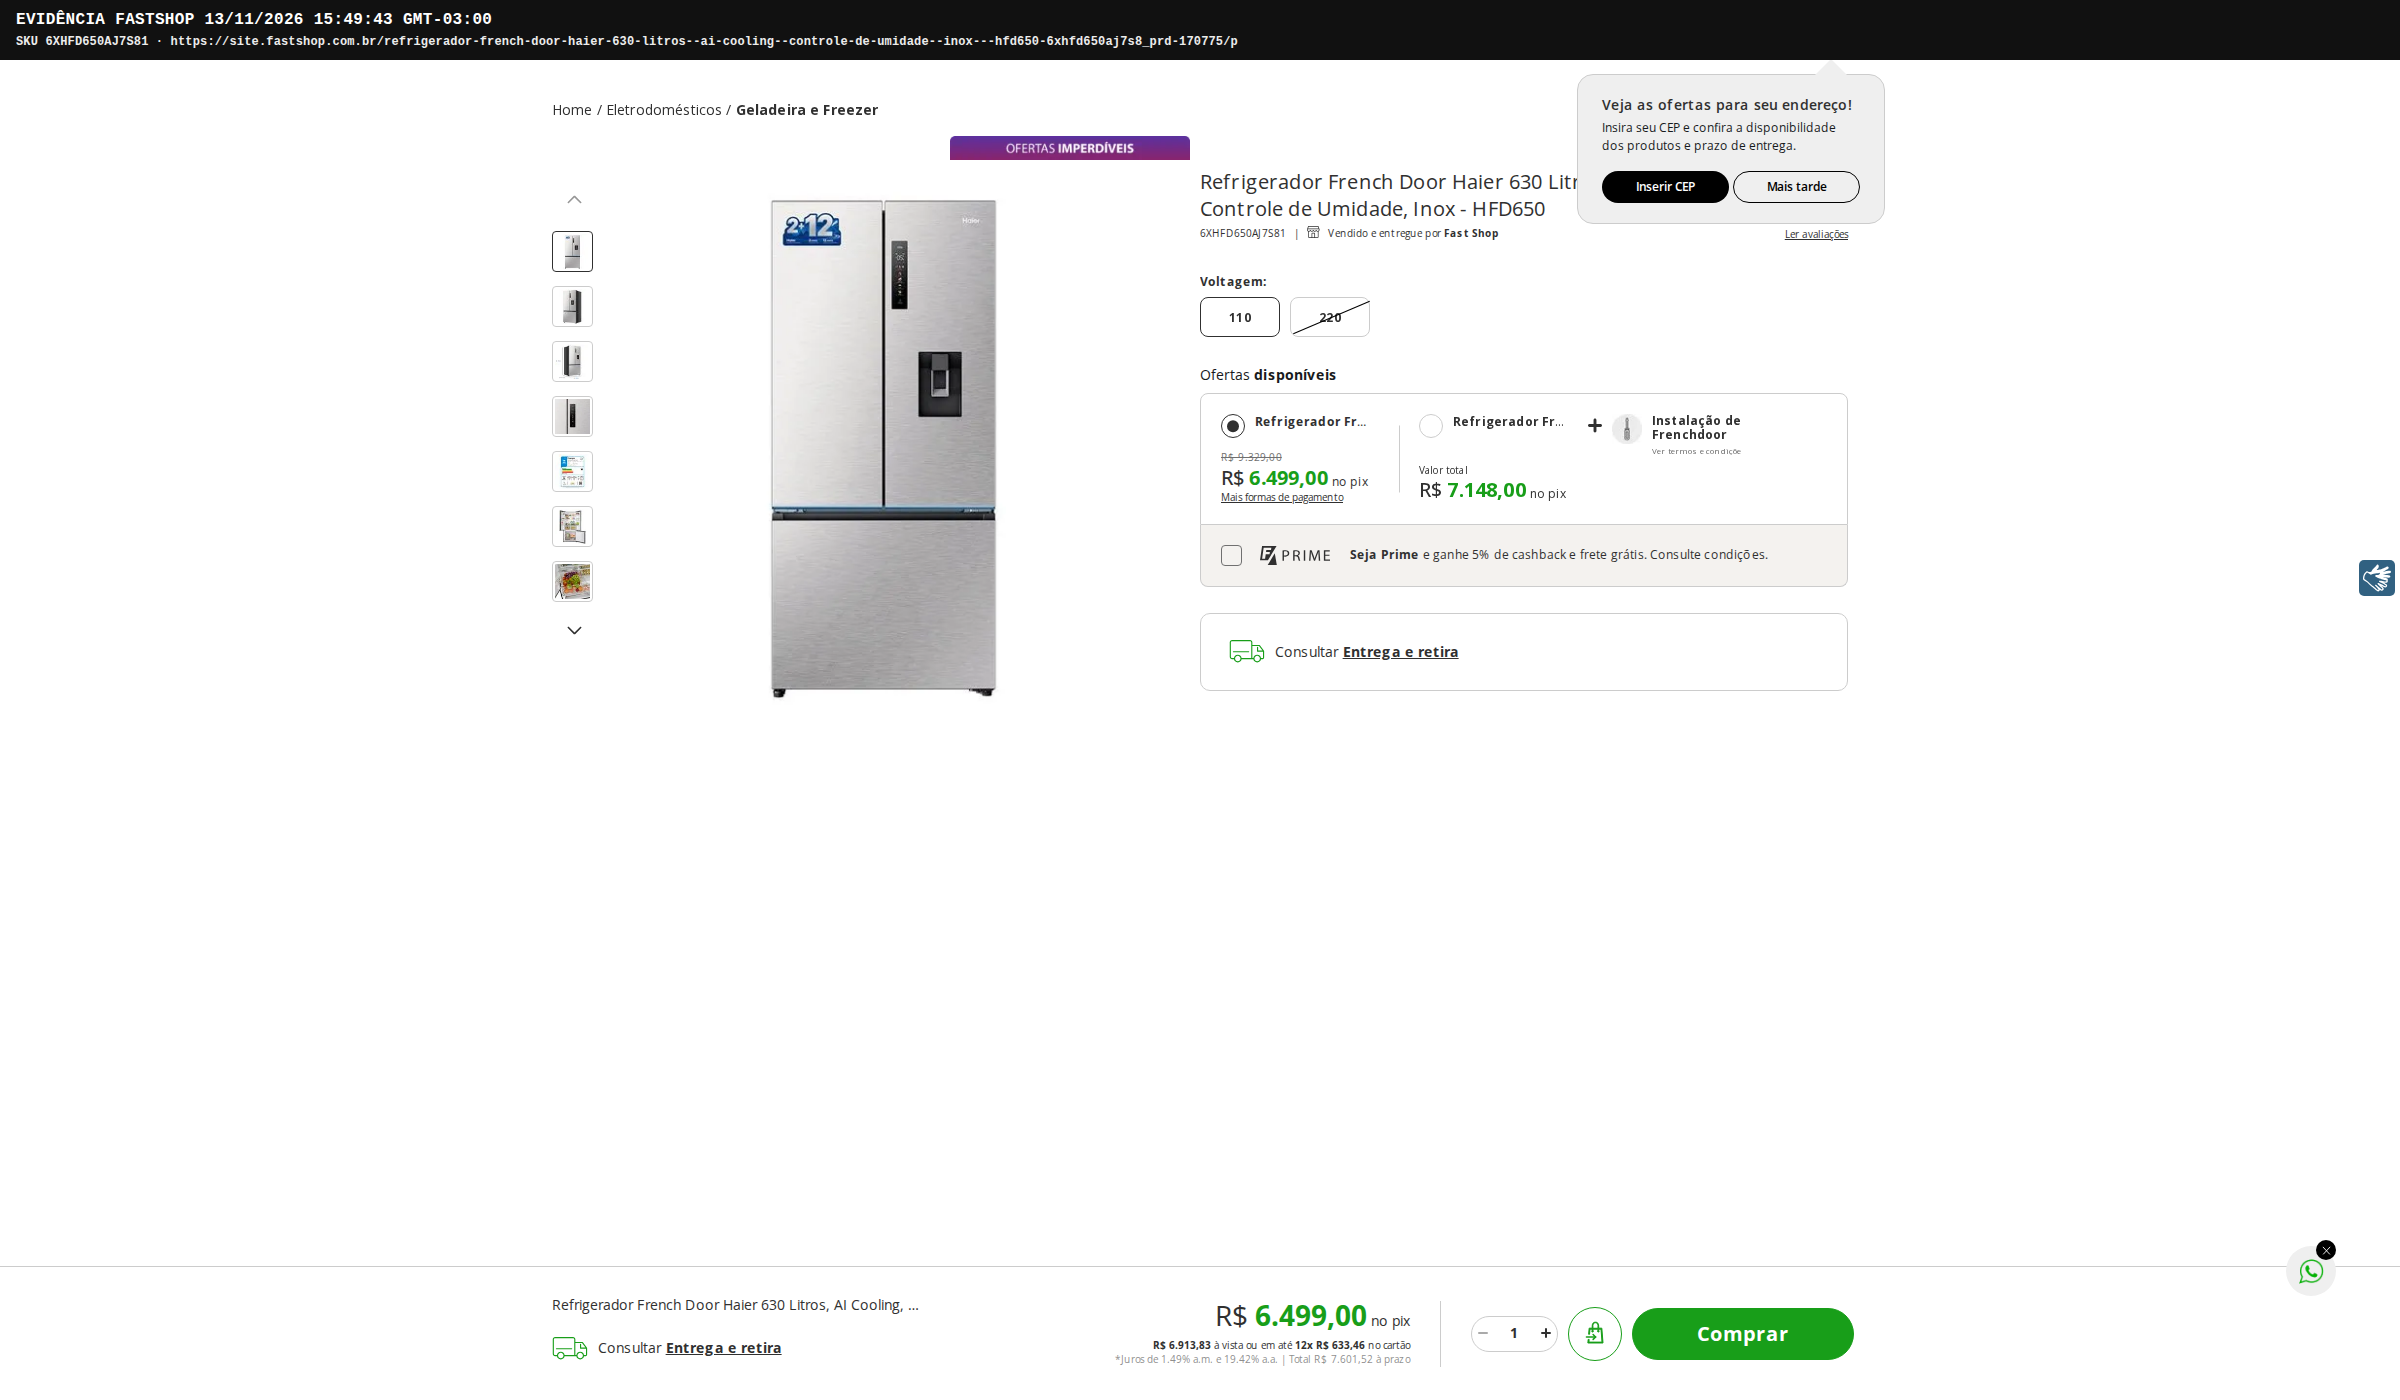 EVIDÊNCIA FASTSHOP 13/11/2026 15:49:43 GMT-03:00
SKU 6XHFD650AJ7S81 · https://site.fastshop.com.br/refrigerador-french-door-haier-630-litros--ai-cooling--controle-de-umidade--inox---hfd650-6xhfd650aj7s8_prd-170775/p
Home / Eletrodomésticos / Geladeira e Freezer
Veja as ofertas para seu endereço!
Insira seu CEP e confira a disponibilidade
dos produtos e prazo de entrega.
Inserir CEP
Mais tarde
OFERTAS IMPERDÍVEIS
Refrigerador French Door Haier 630 Litr
Controle de Umidade, Inox - HFD650
6XHFD650AJ7S81 | Vendido e entregue por Fast Shop
Ler avaliações
2+12
Haier
Voltagem:
110
220
Ofertas disponíveis
Refrigerador Fr...
R$ 9.329,00
R$ 6.499,00 no pix
Mais formas de pagamento
Refrigerador Fr...
+
Instalação de
Frenchdoor
Ver termos e condiçõe
Valor total
R$ 7.148,00 no pix
PRIME
Seja Prime e ganhe 5% de cashback e frete grátis. Consulte condições.
Consultar Entrega e retira
Refrigerador French Door Haier 630 Litros, AI Cooling, ...
Consultar Entrega e retira
R$ 6.499,00 no pix
R$ 6.913,83 à vista ou em até 12x R$ 633,46 no cartão
*Juros de 1.49% a.m. e 19.42% a.a. | Total R$ 7.601,52 à prazo
1
Comprar